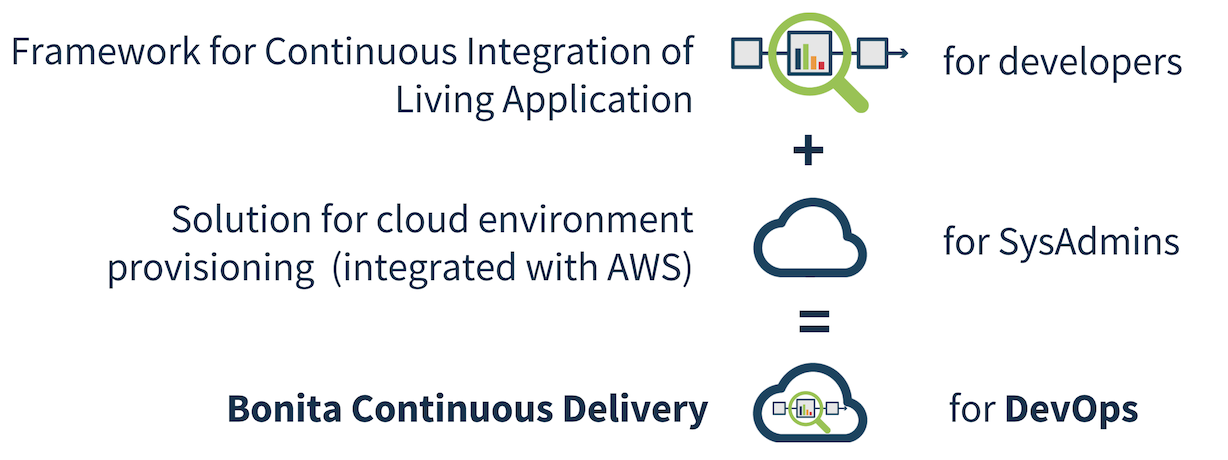 Framework for Continuous Integration of
Living Application
for developers
+
Solution for cloud environment
provisioning (integrated with AWS)
for SysAdmins
=
Bonita Continuous Delivery
for DevOps